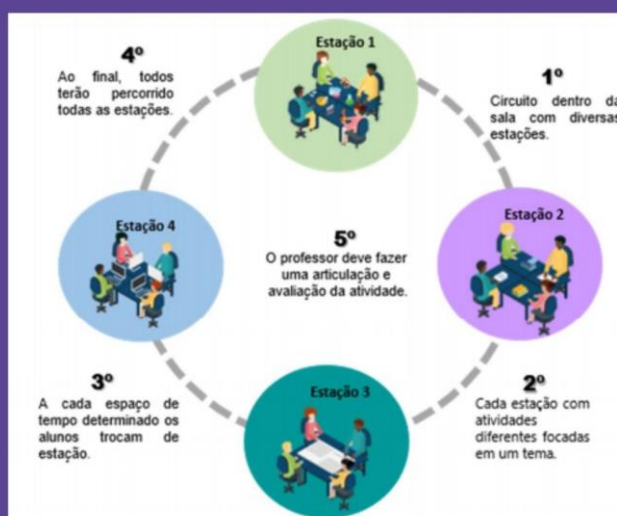 Estação 1
4º
Ao final, todos
terão percorrido
todas as estações.
1º
Circuito dentro da
sala com diversas
estações.
Estação 4
Estação 2
5º
O professor deve fazer
uma articulação e
avaliação da atividade.
3º
A cada espaço de
tempo determinado os
alunos trocam de
estação.
Estação 3
2º
Cada estação com
atividades
diferentes focadas
em um tema.